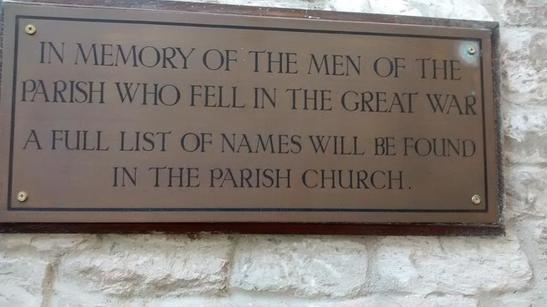 IN MEMORY OF THE MEN OF THE
PARISH WHO FELL IN THE GREAT WAR
A FULL LIST OF NAMES WILL BE FOUND
IN THE PARISH CHURCH.